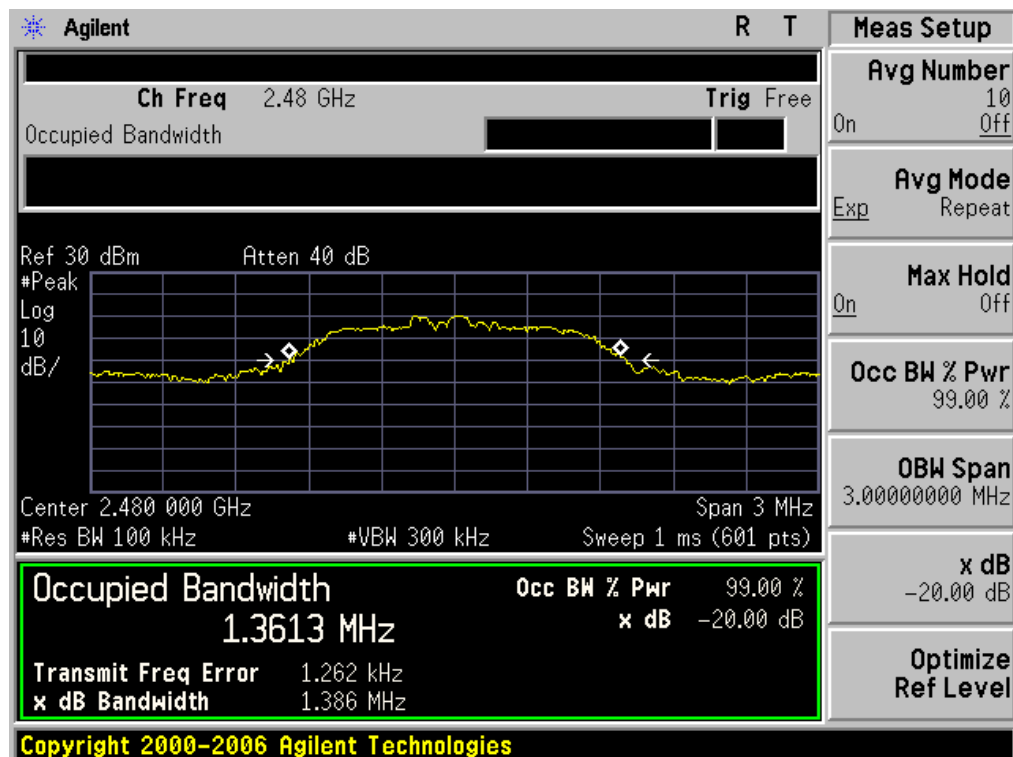 Agilent R T
Meas Setup
Ch Freq 2.48 GHz Trig Free
Occupied Bandwidth
Ref 30 dBm Atten 40 dB
#Peak
Log
10
dB/
Center 2.480 000 GHz Span 3 MHz
#Res BW 100 kHz #VBW 300 kHz Sweep 1 ms (601 pts)
Occupied Bandwidth Occ BW % Pwr 99.00 %
1.3613 MHz x dB -20.00 dB
Transmit Freq Error 1.262 kHz
x dB Bandwidth 1.386 MHz
Copyright 2000-2006 Agilent Technologies
Avg Number
10
On Off
Avg Mode
Exp Repeat
Max Hold
On Off
Occ BW % Pwr
99.00 %
OBW Span
3.00000000 MHz
x dB
-20.00 dB
Optimize
Ref Level